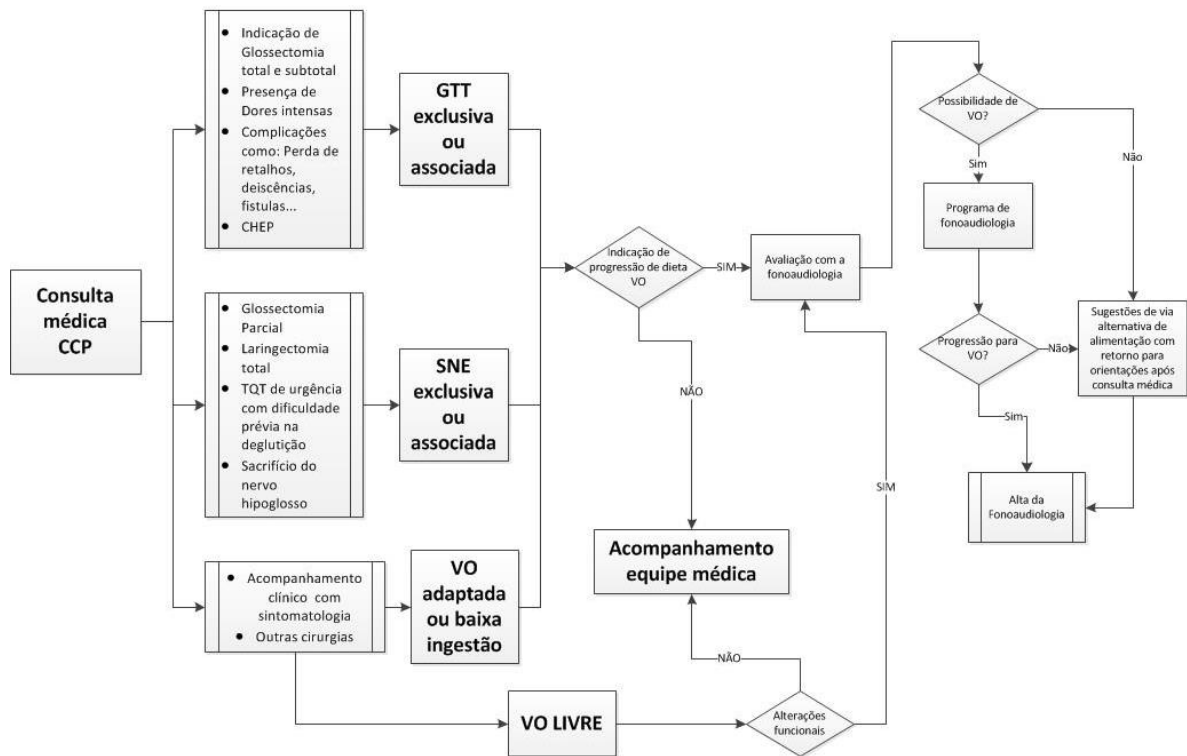 Consulta
médica
CCP
● Indicação de
Glossectomia
total e subtotal
● Presença de
Dores intensas
● Complicações
como: Perda de
retalhos,
deiscências,
fistulas...
● CHEP
GTT
exclusiva
ou
associada
● Glossectomia
Parcial
● Laringectomia
total
● TQT de urgência
com dificuldade
prévia na
deglutição
● Sacrifício do
nervo
hipoglosso
SNE
exclusiva
ou
associada
● Acompanhamento
clínico com
sintomatologia
● Outras cirurgias
VO
adaptada
ou baixa
ingestão
VO LIVRE
Indicação de
progressão de dieta
VO
SIM
NÃO
Avaliação com a
fonoaudiologia
Acompanhamento
equipe médica
NÃO
Alterações
funcionais
SIM
Possibilidade de
VO?
Sim
Não
Programa de
fonoaudiologia
Progressão para
VO?
Não
Sim
Sugestões de via
alternativa de
alimentação com
retorno para
orientações após
consulta médica
Alta da
Fonoaudiologia